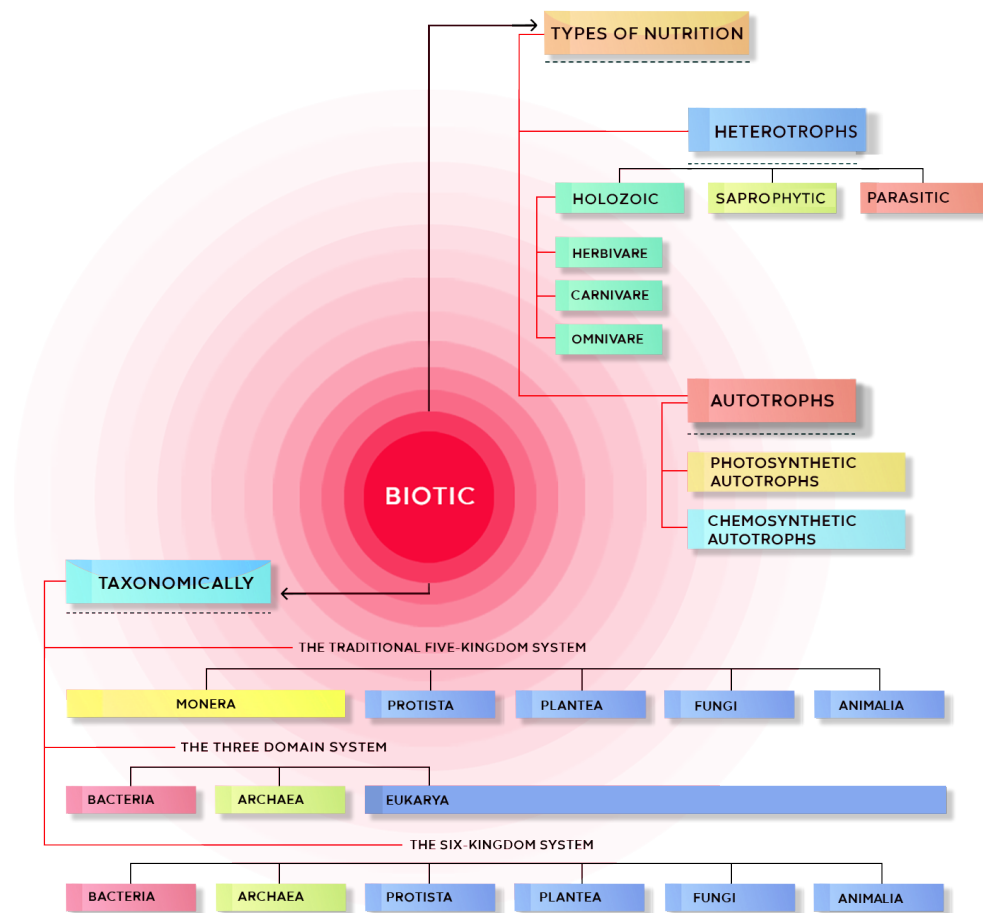 TYPES OF NUTRITION
HETEROTROPHS
HOLOZOIC
SAPROPHYTIC
PARASITIC
HERBIVARE
CARNIVARE
OMNIVARE
AUTOTROPHS
PHOTOSYNTHETIC
AUTOTROPHS
CHEMOSYNTHETIC
AUTOTROPHS
BIOTIC
TAXONOMICALLY
THE TRADITIONAL FIVE-KINGDOM SYSTEM
MONERA
PROTISTA
PLANTEA
FUNGI
ANIMALIA
THE THREE DOMAIN SYSTEM
BACTERIA
ARCHAEA
EUKARYA
THE SIX-KINGDOM SYSTEM
BACTERIA
ARCHAEA
PROTISTA
PLANTEA
FUNGI
ANIMALIA